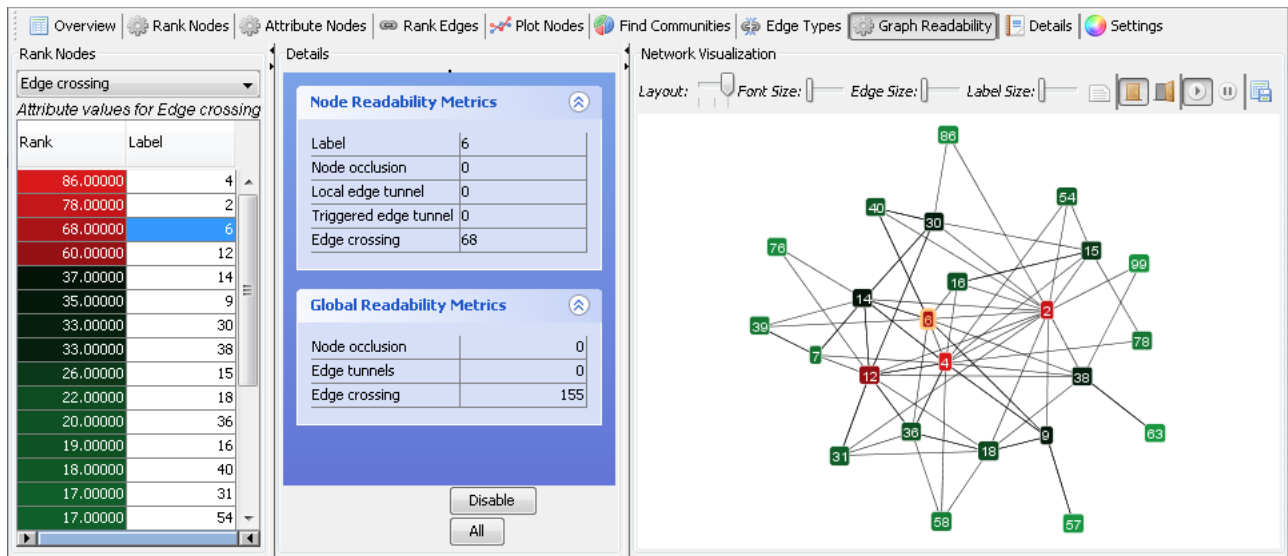 Overview Rank Nodes Attribute Nodes Rank Edges Plot Nodes Find Communities Edge Types Graph Readability Details Settings
Rank Nodes
Edge crossing
Attribute values for Edge crossing
Rank Label
86.00000 4
78.00000 2
68.00000 6
60.00000 12
37.00000 14
35.00000 9
33.00000 30
33.00000 38
26.00000 15
22.00000 18
20.00000 36
19.00000 16
18.00000 40
17.00000 31
17.00000 54
Details
Node Readability Metrics
Label 6
Node occlusion 0
Local edge tunnel 0
Triggered edge tunnel 0
Edge crossing 68
Global Readability Metrics
Node occlusion 0
Edge tunnels 0
Edge crossing 155
Disable
All
Network Visualization
Layout: Font Size: Edge Size: Label Size:
86
54
40
30
76
15
99
16
14
2
6
39
78
7
4
12
38
36
9
63
18
31
58
57